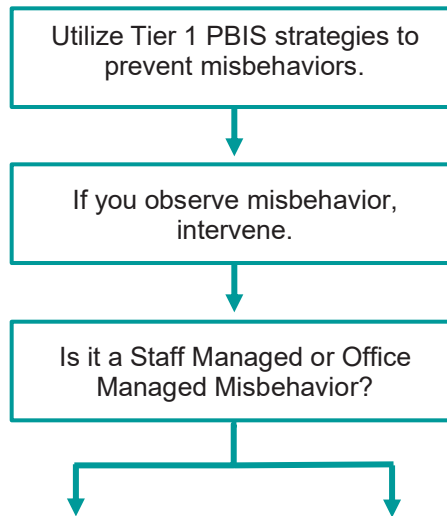 Utilize Tier 1 PBIS strategies to
prevent misbehaviors.
If you observe misbehavior,
intervene.
Is it a Staff Managed or Office
Managed Misbehavior?